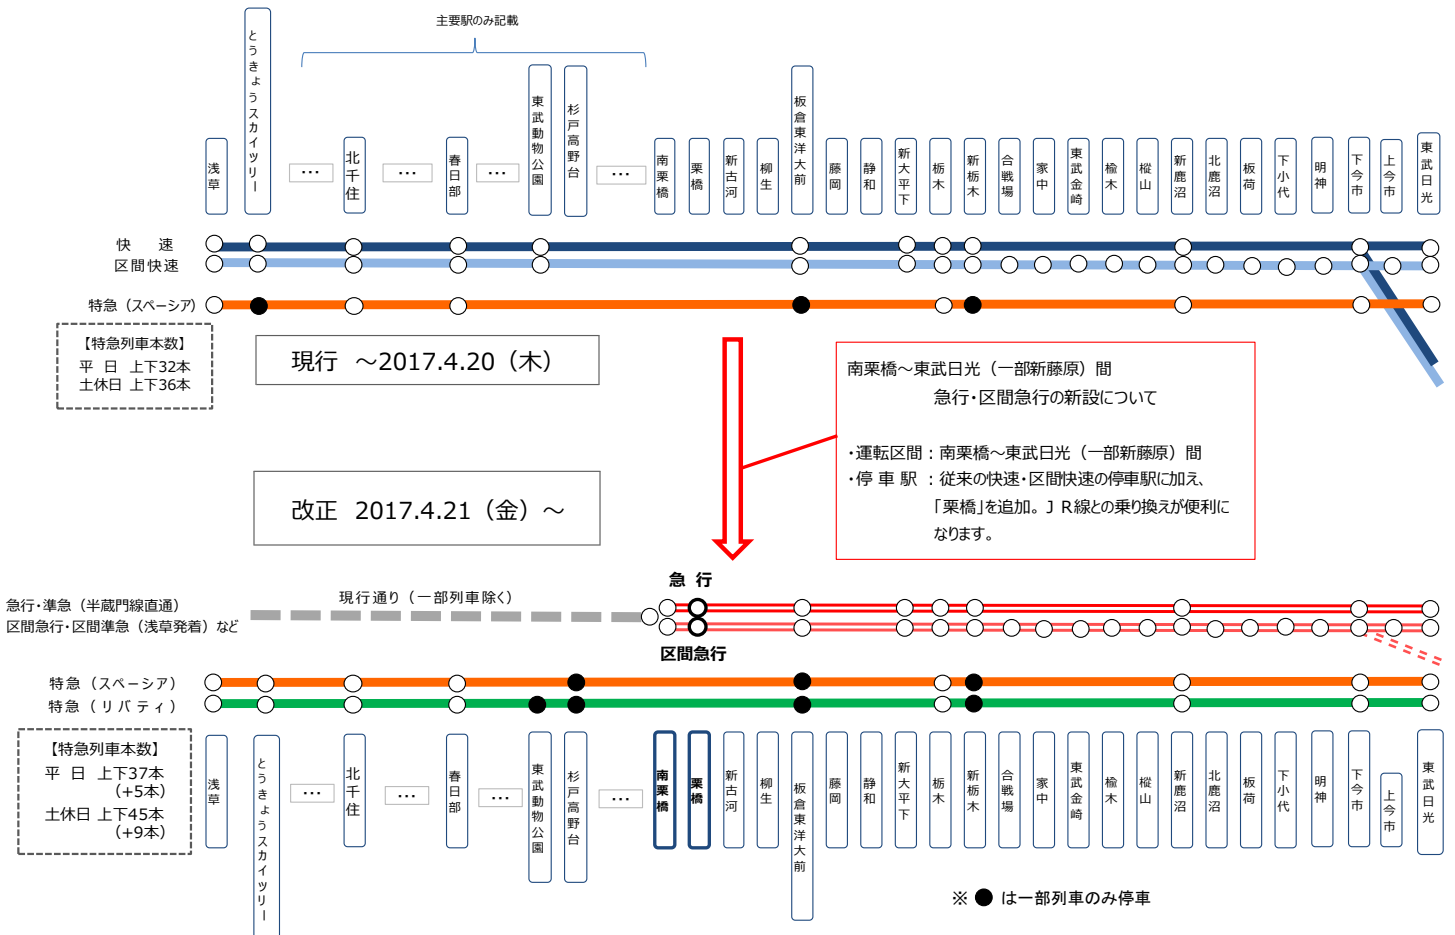 主要駅のみ記載
浅草
とうきょうスカイツリー
…
北千住
…
春日部
…
東武動物公園
杉戸高野台
…
南栗橋
栗橋
新古河
柳生
板倉東洋大前
藤岡
静和
新大平下
栃木
新栃木
合戦場
家中
東武金崎
楡木
樅山
新鹿沼
北鹿沼
板荷
下小代
明神
下今市
上今市
東武日光
快　速
区間快速
特急（スペーシア）
【特急列車本数】
平　日　上下32本
土休日 上下36本
現行　～2017.4.20（木）
南栗橋～東武日光（一部新藤原）間
急行・区間急行の新設について
・運転区間：南栗橋～東武日光（一部新藤原）間
・停 車 駅 ：従来の快速・区間快速の停車駅に加え、
「栗橋」を追加。ＪＲ線との乗り換えが便利に
なります。
改正　2017.4.21（金）～
急 行
現行通り（一部列車除く）
急行・準急（半蔵門線直通）
区間急行・区間準急（浅草発着）など
区間急行
特急（スペーシア）
特急（リバティ）
【特急列車本数】
平　日　上下37本
（+5本）
土休日 上下45本
（+9本）
浅草
とうきょうスカイツリー
…
北千住
…
春日部
…
東武動物公園
杉戸高野台
…
南栗橋
栗橋
新古河
柳生
板倉東洋大前
藤岡
静和
新大平下
栃木
新栃木
合戦場
家中
東武金崎
楡木
樅山
新鹿沼
北鹿沼
板荷
下小代
明神
下今市
上今市
東武日光
※ ● は一部列車のみ停車